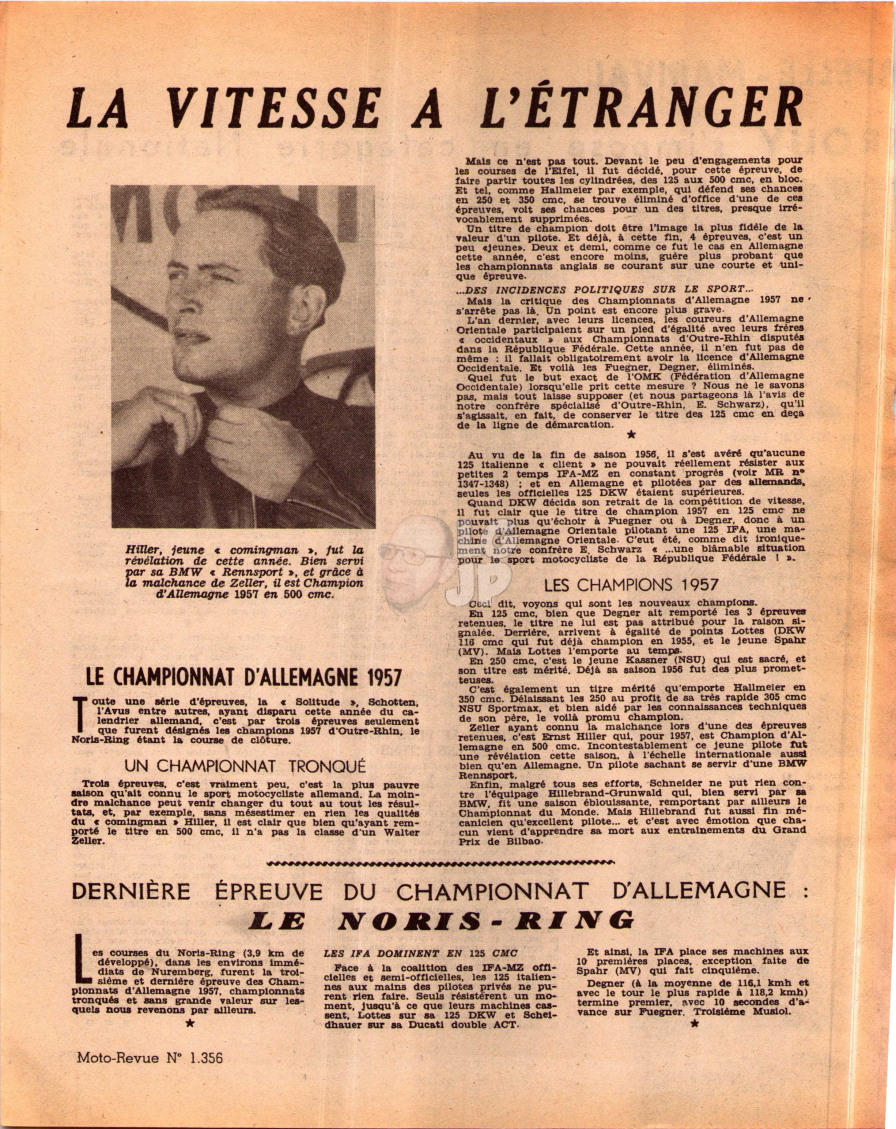 LA VITESSE A L'ÉTRANGER
Hiller, jeune « comingman », fut la
révélation de cette année. Bien servi
par sa BMW « Rennsport », et grâce à
la malchance de Zeller, il est Champion
d'Allemagne 1957 en 500 cmc.
LE CHAMPIONNAT D'ALLEMAGNE 1957
Toute une série d'épreuves, la « Solitude », Schotten,
l'Avus entre autres, ayant disparu cette année du ca-
lendrier allemand, c'est par trois épreuves seulement
que furent désignés les champions 1957 d'Outre-Rhin, le
Noris-Ring étant la course de clôture.
UN CHAMPIONNAT TRONQUÉ
Trois épreuves, c'est vraiment peu, c'est la plus pauvre
saison qu'ait connu le sport motocycliste allemand. La moin-
dre malchance peut venir changer du tout au tout les résul-
tats, et, par exemple, sans mésestimer en rien les qualités
du « comingman » Hiller, il est clair que bien qu'ayant rem-
porté le titre en 500 cmc, il n'a pas la classe d'un Walter
Zeller.
Mais ce n'est pas tout. Devant le peu d'engagements pour
les courses de l'Eifel, il fut décidé, pour cette épreuve, de
faire partir toutes les cylindrées, des 125 aux 500 cmc, en bloc.
Et tel, comme Hallmeier par exemple, qui défend ses chances
en 250 et 350 cmc, se trouve éliminé d'office d'une de ces
épreuves, voit ses chances pour un des titres, presque irré-
vocablement supprimées.
Un titre de champion doit être l'image la plus fidèle de la
valeur d'un pilote. Et déjà, à cette fin, 4 épreuves, c'est un
peu «jeune». Deux et demi, comme ce fut le cas en Allemagne
cette année, c'est encore moins, guère plus probant que
les championnats anglais se courant sur une courte et uni-
que épreuve.
...DES INCIDENCES POLITIQUES SUR LE SPORT...
Mais la critique des Championnats d'Allemagne 1957 ne
s'arrête pas là. Un point est encore plus grave.
L'an dernier, avec leurs licences, les coureurs d'Allemagne
Orientale participaient sur un pied d'égalité avec leurs frères
« occidentaux » aux Championnats d'Outre-Rhin disputés
dans la République Fédérale. Cette année, il n'en fut pas de
même : il fallait obligatoirement avoir la licence d'Allemagne
Occidentale. Et voilà les Fuegner, Degner, éliminés.
Quel fut le but exact de l'OMK (Fédération d'Allemagne
Occidentale) lorsqu'elle prit cette mesure ? Nous ne le savons
pas, mais tout laisse supposer (et nous partageons là l'avis de
notre confrère spécialisé d'Outre-Rhin, E. Schwarz), qu'il
s'agissait, en fait, de conserver le titre des 125 cmc en deça
de la ligne de démarcation.
★
Au vu de la fin de saison 1956, il s'est avéré qu'aucune
125 italienne « client » ne pouvait réellement résister aux
petites 2 temps IFA-MZ en constant progrès (voir MR n°
1347-1348) ; et en Allemagne et pilotées par des allemands,
seules les officielles 125 DKW étaient supérieures.
Quand DKW décida son retrait de la compétition de vitesse,
il fut clair que le titre de champion 1957 en 125 cmc ne
pouvait plus qu'échoir à Fuegner ou à Degner, donc à un
pilote d'Allemagne Orientale pilotant une 125 IFA, une ma-
chine d'Allemagne Orientale. C'eut été, comme dit ironique-
ment notre confrère E. Schwarz « ...une blâmable situation
pour le sport motocycliste de la République Fédérale ! ».
JP
LES CHAMPIONS 1957
Ceci dit, voyons qui sont les nouveaux champions.
En 125 cmc, bien que Degner ait remporté les 3 épreuves
retenues, le titre ne lui est pas attribué pour la raison si-
gnalée. Derrière, arrivent à égalité de points Lottes (DKW
116 cmc qui fut déjà champion en 1955, et le jeune Spahr
(MV). Mais Lottes l'emporte au temps.
En 250 cmc, c'est le jeune Kassner (NSU) qui est sacré, et
son titre est mérité. Déjà sa saison 1956 fut des plus promet-
teuses.
C'est également un titre mérité qu'emporte Hallmeier en
350 cmc. Délaissant les 250 au profit de sa très rapide 305 cmc
NSU Sportmax, et bien aidé par les connaissances techniques
de son père, le voilà promu champion.
Zeller ayant connu la malchance lors d'une des épreuves
retenues, c'est Ernst Hiller qui, pour 1957, est Champion d'Al-
lemagne en 500 cmc. Incontestablement ce jeune pilote fut
une révélation cette saison, à l'échelle internationale aussi
bien qu'en Allemagne. Un pilote sachant se servir d'une BMW
Rennsport.
Enfin, malgré tous ses efforts, Schneider ne put rien con-
tre l'équipage Hillebrand-Grunwald qui, bien servi par sa
BMW, fit une saison éblouissante, remportant par ailleurs le
Championnat du Monde. Mais Hillebrand fut aussi fin mé-
canicien qu'excellent pilote... et c'est avec émotion que cha-
cun vient d'apprendre sa mort aux entraînements du Grand
Prix de Bilbao.
DERNIÈRE ÉPREUVE DU CHAMPIONNAT D'ALLEMAGNE :
LE NORIS-RING
Les courses du Noris-Ring (3,9 km de
développé), dans les environs immé-
diats de Nuremberg, furent la troi-
sième et dernière épreuve des Cham-
pionnats d'Allemagne 1957, championnats
tronqués et sans grande valeur sur les-
quels nous revenons par ailleurs.
★
LES IFA DOMINENT EN 125 CMC
Face à la coalition des IFA-MZ offi-
cielles et semi-officielles, les 125 italien-
nes aux mains des pilotes privés ne pu-
rent rien faire. Seuls résistèrent un mo-
ment, jusqu'à ce que leurs machines cas-
sent, Lottes sur sa 125 DKW et Schei-
dhauer sur sa Ducati double ACT.
Et ainsi, la IFA place ses machines aux
10 premières places, exception faite de
Spahr (MV) qui fait cinquième.
Degner (à la moyenne de 116,1 kmh et
avec le tour le plus rapide à 118,2 kmh)
termine premier, avec 10 secondes d'a-
vance sur Fuegner. Troisième Musiol.
★
Moto-Revue N° 1.356